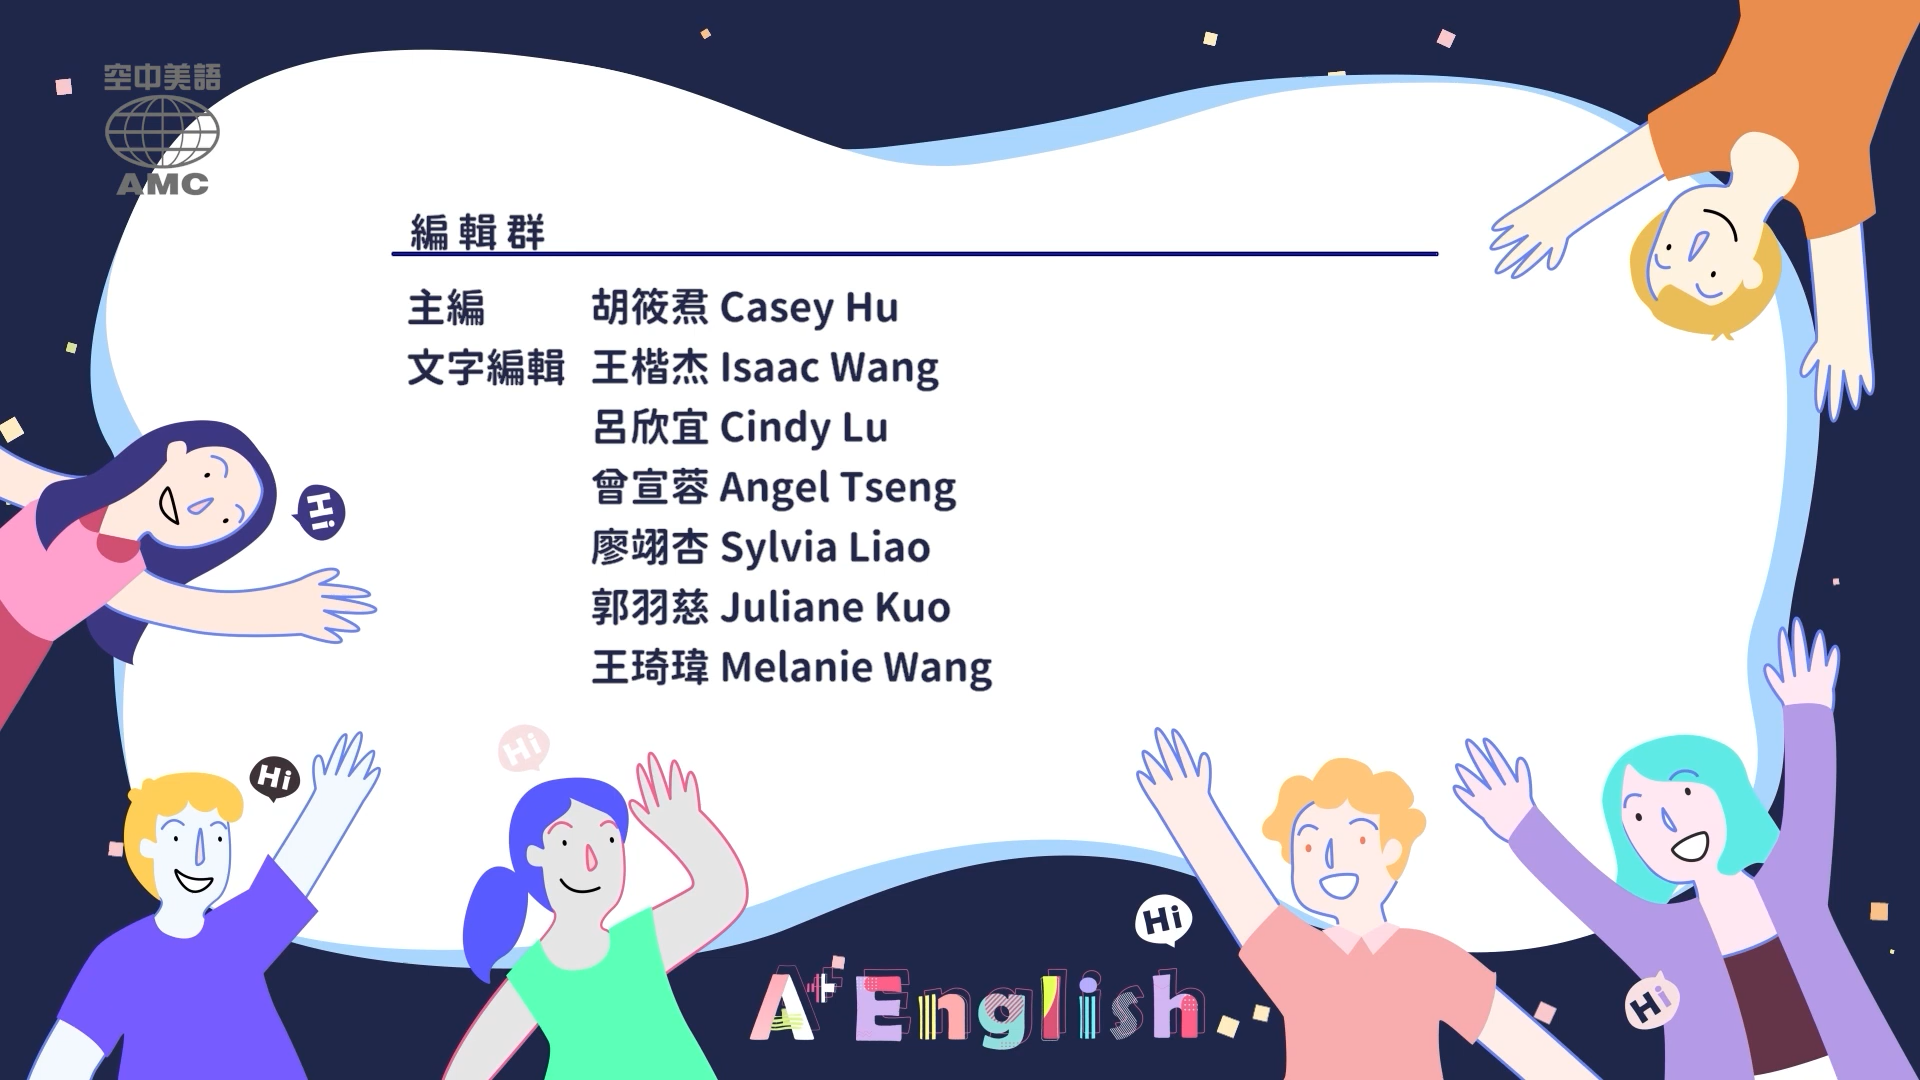 空中美語
AMC
編輯群
主編 胡筱焄 Casey Hu
文字編輯 王楷杰 Isaac Wang
呂欣宜 Cindy Lu
曾宣蓉 Angel Tseng
廖翊杏 Sylvia Liao
郭羽慈 Juliane Kuo
王琦瑋 Melanie Wang
Hi
Hi
Hi
Hi
Hi
A+ English